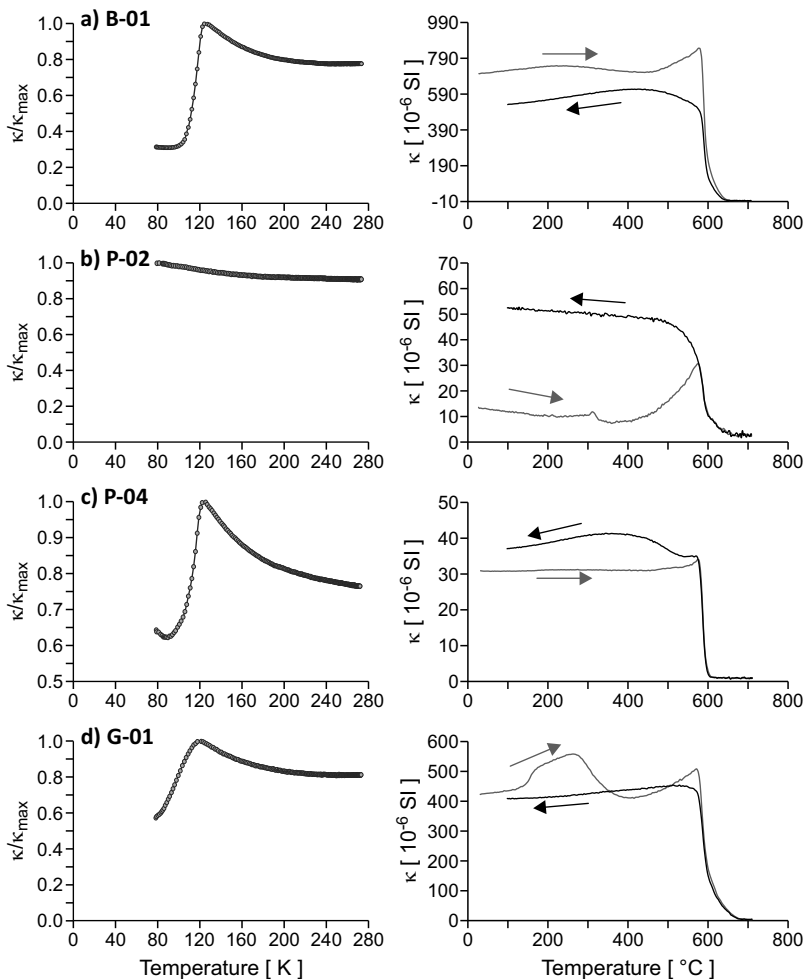 a) B-01
1.0
0.8
0.6
0.4
0.2
0.0
κ/κmax
0 40 80 120 160 200 240 280
990
790
590
390
190
-10
κ [ 10-6 SI ]
0 200 400 600 800
b) P-02
1.0
0.8
0.6
0.4
0.2
0.0
κ/κmax
0 40 80 120 160 200 240 280
70
60
50
40
30
20
10
0
κ [ 10-6 SI ]
0 200 400 600 800
c) P-04
1.0
0.9
0.8
0.7
0.6
0.5
κ/κmax
0 40 80 120 160 200 240 280
50
40
30
20
10
0
κ [ 10-6 SI ]
0 200 400 600 800
d) G-01
1.0
0.8
0.6
0.4
0.2
0.0
κ/κmax
0 40 80 120 160 200 240 280
Temperature [ K ]
600
500
400
300
200
100
0
κ [ 10-6 SI ]
0 200 400 600 800
Temperature [ °C ]